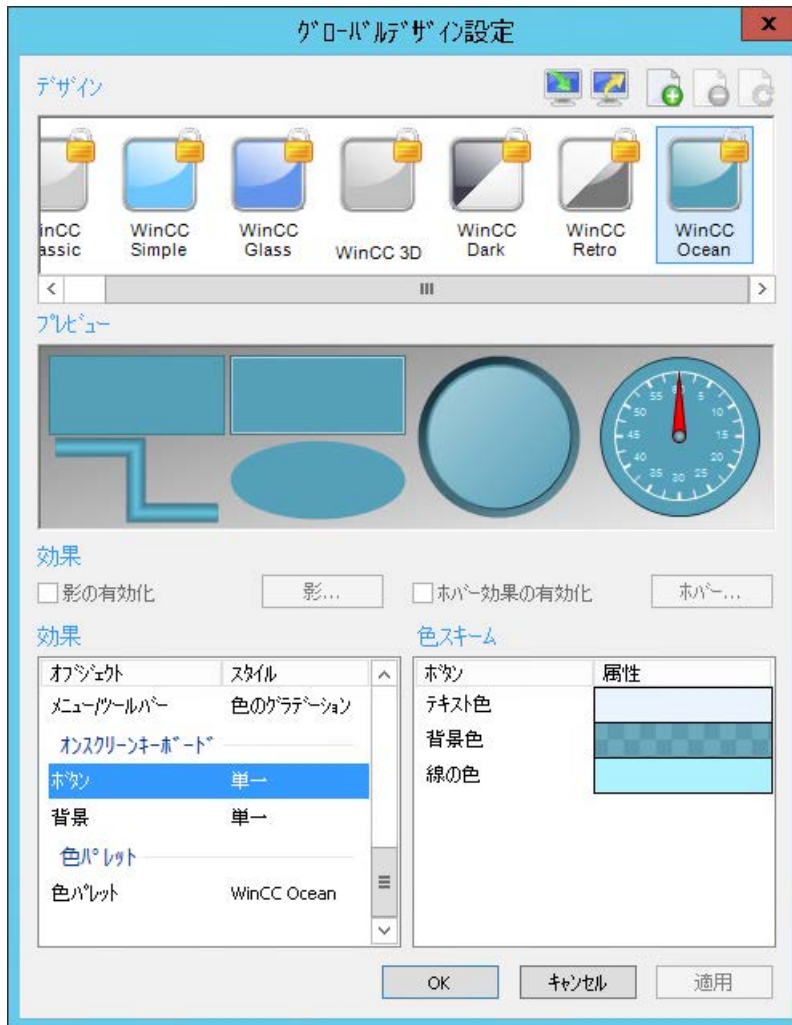 グローバルデザイン設定
x
デザイン
inCC assic
WinCC Simple
WinCC Glass
WinCC 3D
WinCC Dark
WinCC Retro
WinCC Ocean
プレビュー
60 5 10 15 20 25 30 35 40 45 50 55
効果
影の有効化
影...
ホバー効果の有効化
ホバー...
効果
色スキーム
オブジェクト スタイル
メニュー/ツールバー 色のグラデーション
オンスクリーンキーボード
ボタン 単一
背景 単一
色パレット
色パレット WinCC Ocean
ボタン 属性
テキスト色
背景色
線の色
OK
キャンセル
適用